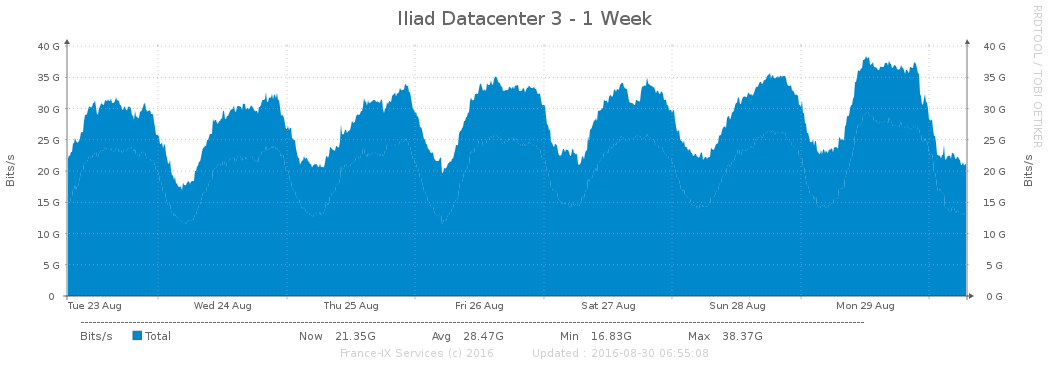 Iliad Datacenter 3 - 1 Week
RRDTOOL / TOBI OETIKER
Bits/s
Bits/s
40 G
35 G
30 G
25 G
20 G
15 G
10 G
5 G
0
40 G
35 G
30 G
25 G
20 G
15 G
10 G
5 G
0 G
Tue 23 Aug Wed 24 Aug Thu 25 Aug Fri 26 Aug Sat 27 Aug Sun 28 Aug Mon 29 Aug
Bits/s Total Now 21.35G Avg 28.47G Min 16.83G Max 38.37G
France-IX Services (c) 2016 Updated : 2016-08-30 06:55:08